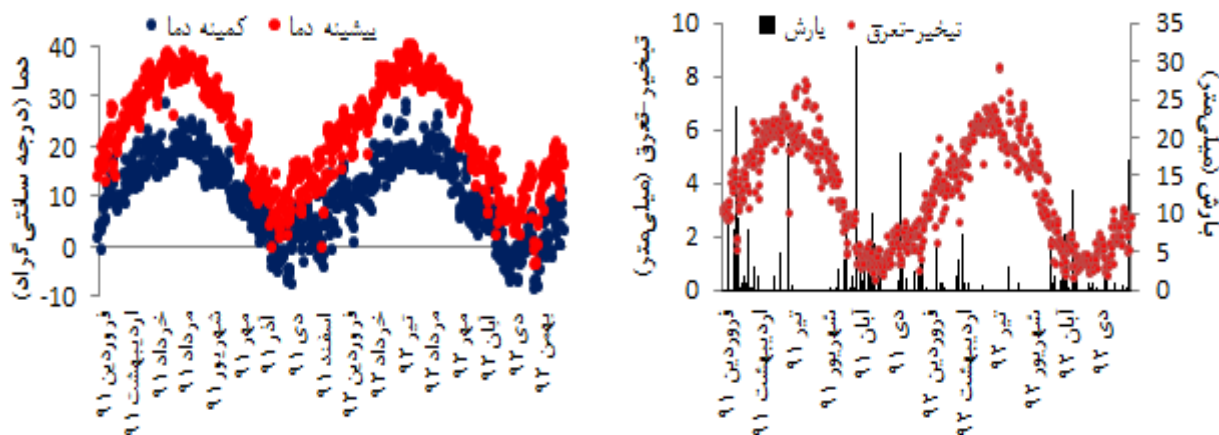 کمینه دما
بیشینه دما
دما (درجه سانتی‌گراد)
40
30
20
10
0
-10
فروردین ۹۱
اردیبهشت ۹۱
خرداد ۹۱
مرداد ۹۱
شهریور ۹۱
مهر ۹۱
آذر ۹۱
دی ۹۱
اسفند ۹۱
فروردین ۹۲
خرداد ۹۲
تیر ۹۲
مرداد ۹۲
مهر ۹۲
آبان ۹۲
دی ۹۲
بهمن ۹۲
بارش
تبخیر-تعرق
تبخیر-تعرق (میلی‌متر)
10
8
6
4
2
0
35
30
25
20
15
10
5
0
بارش (میلی‌متر)
فروردین ۹۱
اردیبهشت ۹۱
تیر ۹۱
شهریور ۹۱
آبان ۹۱
دی ۹۱
فروردین ۹۲
اردیبهشت ۹۲
تیر ۹۲
شهریور ۹۲
آبان ۹۲
دی ۹۲